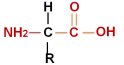 H O
NH₂ C C OH
R